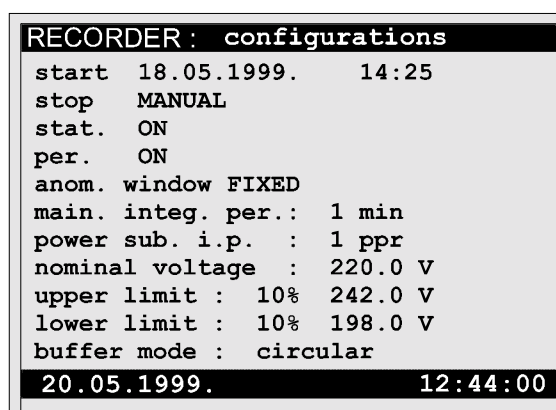 RECORDER : configurations
start 18.05.1999. 14:25
stop MANUAL
stat. ON
per. ON
anom. window FIXED
main. integ. per.: 1 min
power sub. i.p. : 1 ppr
nominal voltage : 220.0 V
upper limit : 10% 242.0 V
lower limit : 10% 198.0 V
buffer mode : circular
20.05.1999. 12:44:00